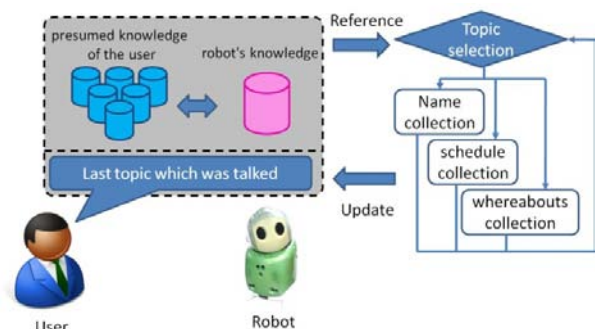 presumed knowledge
of the user
robot's knowledge
Last topic which was talked
Reference
Update
Topic
selection
Name
collection
schedule
collection
whereabouts
collection
User
Robot